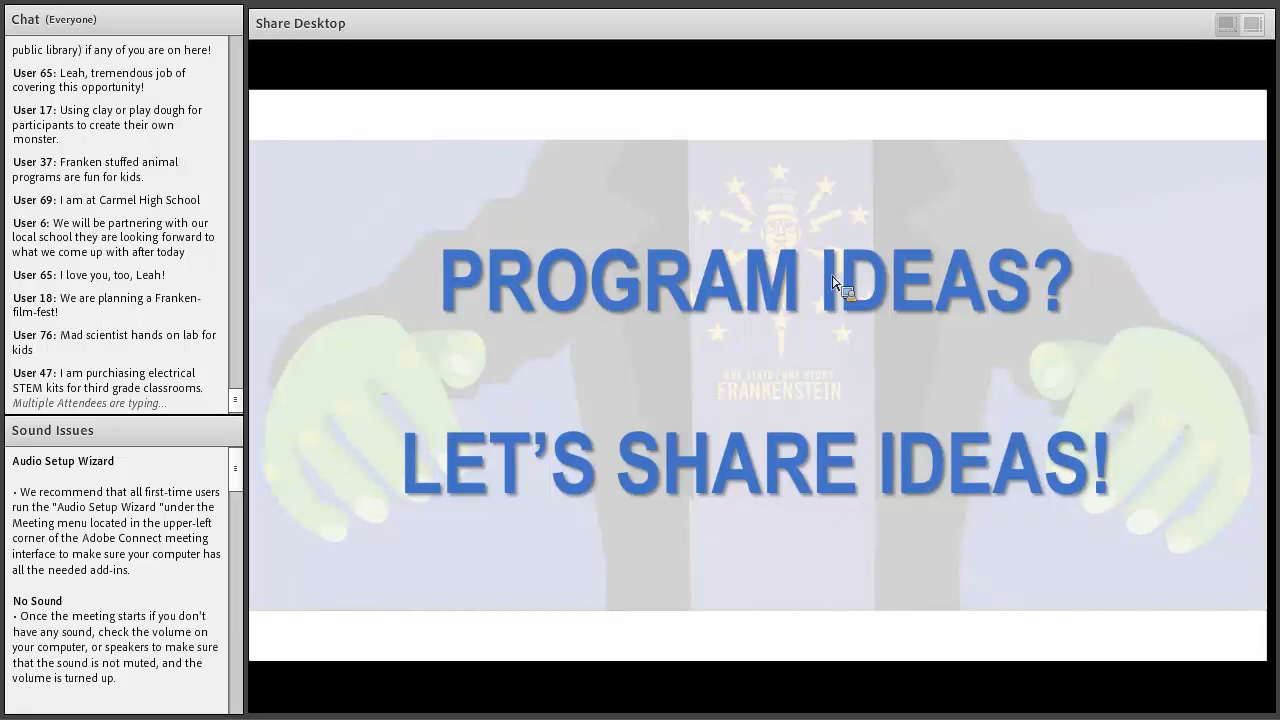 Chat (Everyone)
public library) if any of you are on here!
User 65: Leah, tremendous job of
covering this opportunity!
User 17: Using clay or play dough for
participants to create their own
monster.
User 37: Franken stuffed animal
programs are fun for kids.
User 69: I am at Carmel High School
User 6: We will be partnering with our
local school they are looking forward to
what we come up with after today
User 65: I love you, too, Leah!
User 18: We are planning a Franken-
film-fest!
User 76: Mad scientist hands on lab for
kids
User 47: I am purchasing electrical
STEM kits for third grade classrooms.
Multiple Attendees are typing...
Sound Issues
Audio Setup Wizard
• We recommend that all first-time users
run the "Audio Setup Wizard "under the
Meeting menu located in the upper-left
corner of the Adobe Connect meeting
interface to make sure your computer has
all the needed add-ins.
No Sound
• Once the meeting starts if you don't
have any sound, check the volume on
your computer, or speakers to make sure
that the sound is not muted, and the
volume is turned up.
Share Desktop
PROGRAM IDEAS?
ONE STATE / ONE STORY
FRANKENSTEIN
LET'S SHARE IDEAS!